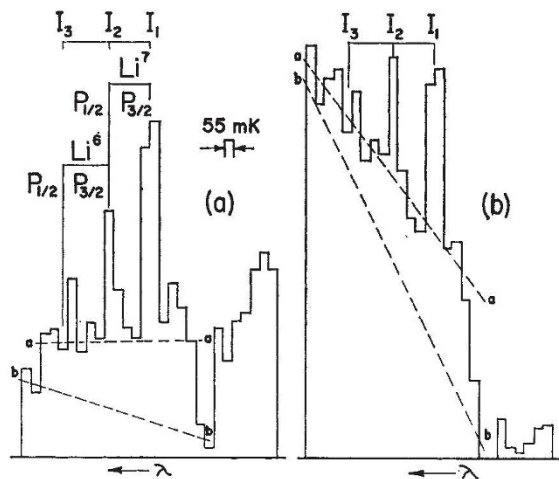 I₃ I₂ I₁
Li⁷
P₁/₂ P₃/₂
Li⁶
P₁/₂ P₃/₂
55 mK
(a)
a a
b b
← λ
I₃ I₂ I₁
a
b
(b)
a
b
← λ